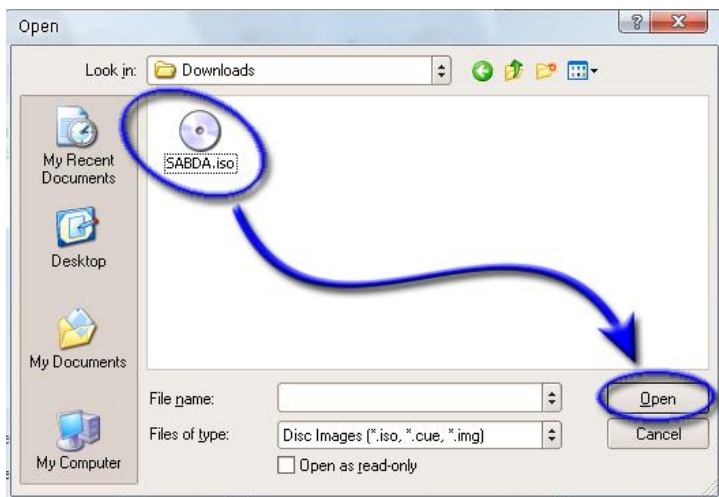 Open
Look in: Downloads
My Recent
Documents
Desktop
My Documents
My Computer
SABDA.iso
File name:
Open
Files of type: Disc Images (*.iso, *.cue, *.img)
Cancel
Open as read-only